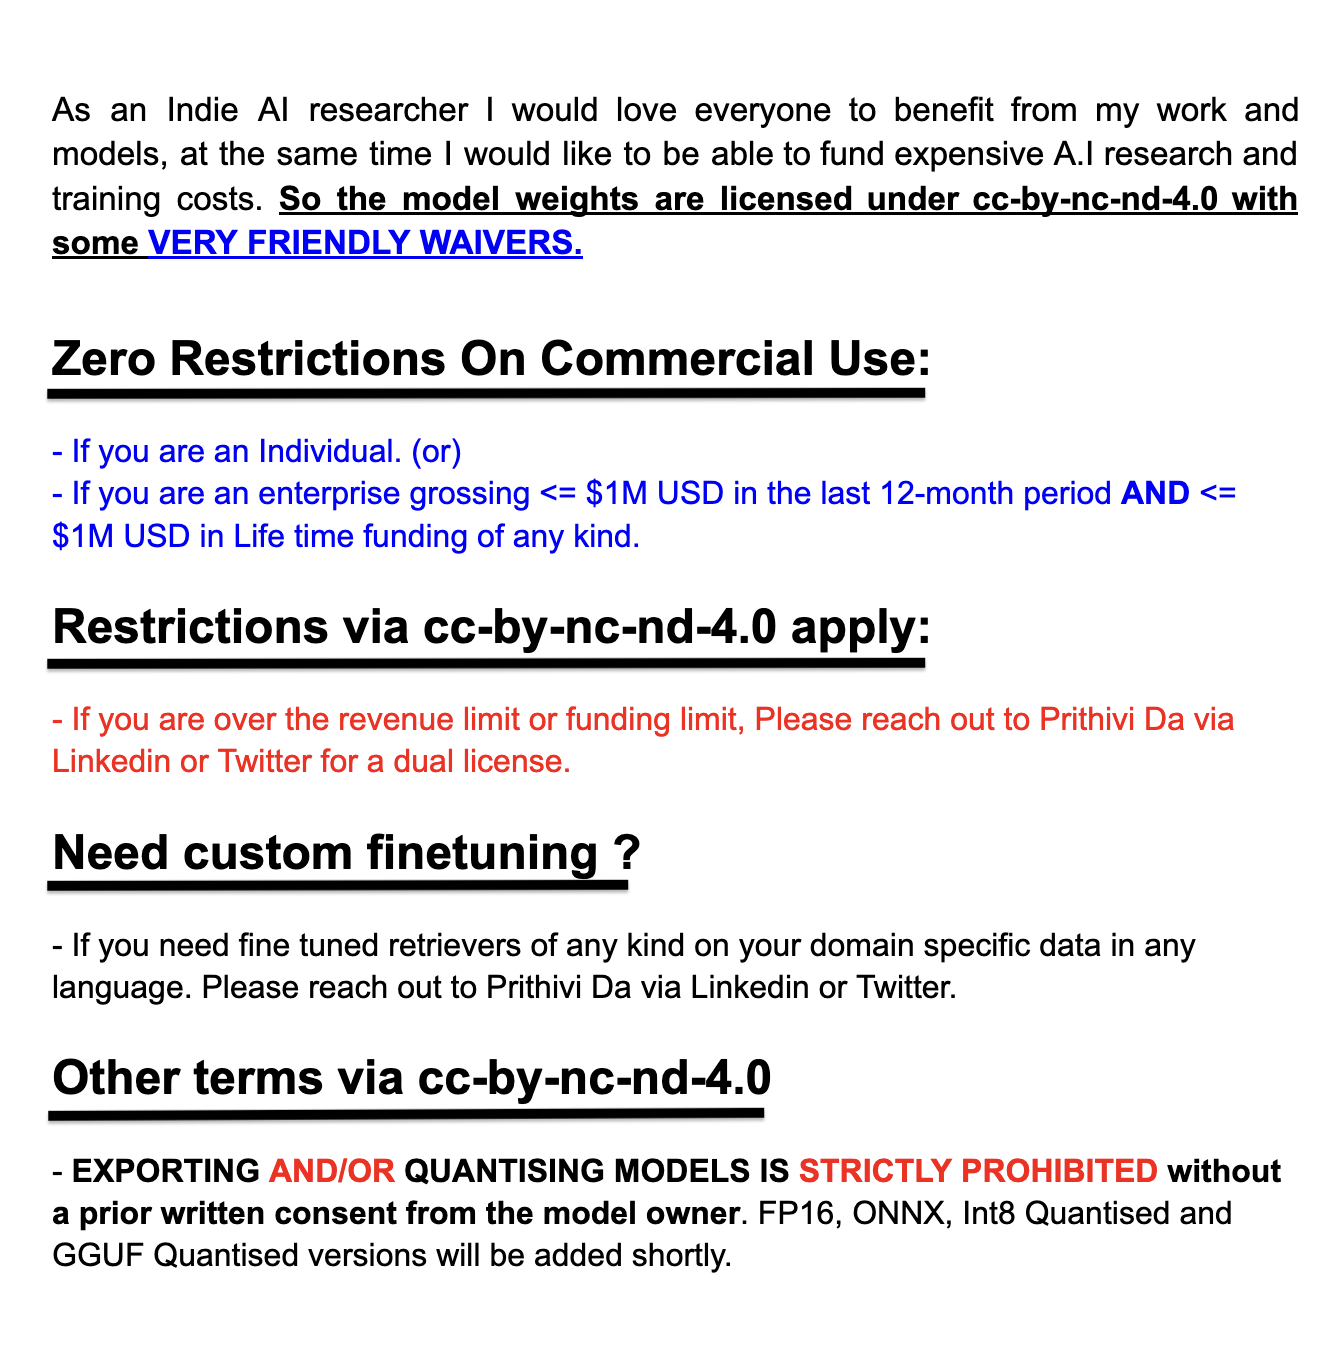 As an Indie AI researcher I would love everyone to benefit from my work and
models, at the same time I would like to be able to fund expensive A.I research and
training costs. So the model weights are licensed under cc-by-nc-nd-4.0 with
some VERY FRIENDLY WAIVERS.
Zero Restrictions On Commercial Use:
- If you are an Individual. (or)
- If you are an enterprise grossing <= $1M USD in the last 12-month period AND <=
$1M USD in Life time funding of any kind.
Restrictions via cc-by-nc-nd-4.0 apply:
- If you are over the revenue limit or funding limit, Please reach out to Prithivi Da via
Linkedin or Twitter for a dual license.
Need custom finetuning ?
- If you need fine tuned retrievers of any kind on your domain specific data in any
language. Please reach out to Prithivi Da via Linkedin or Twitter.
Other terms via cc-by-nc-nd-4.0
- EXPORTING AND/OR QUANTISING MODELS IS STRICTLY PROHIBITED without
a prior written consent from the model owner. FP16, ONNX, Int8 Quantised and
GGUF Quantised versions will be added shortly.